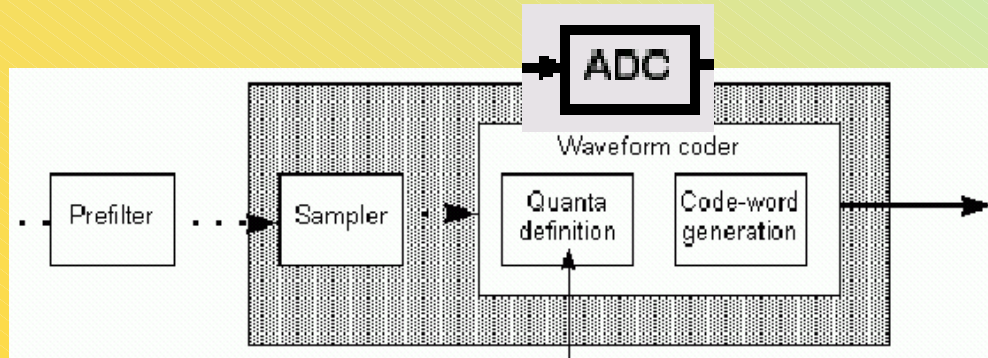 ADC
Waveform coder
Prefilter
Sampler
Quanta
definition
Code-word
generation